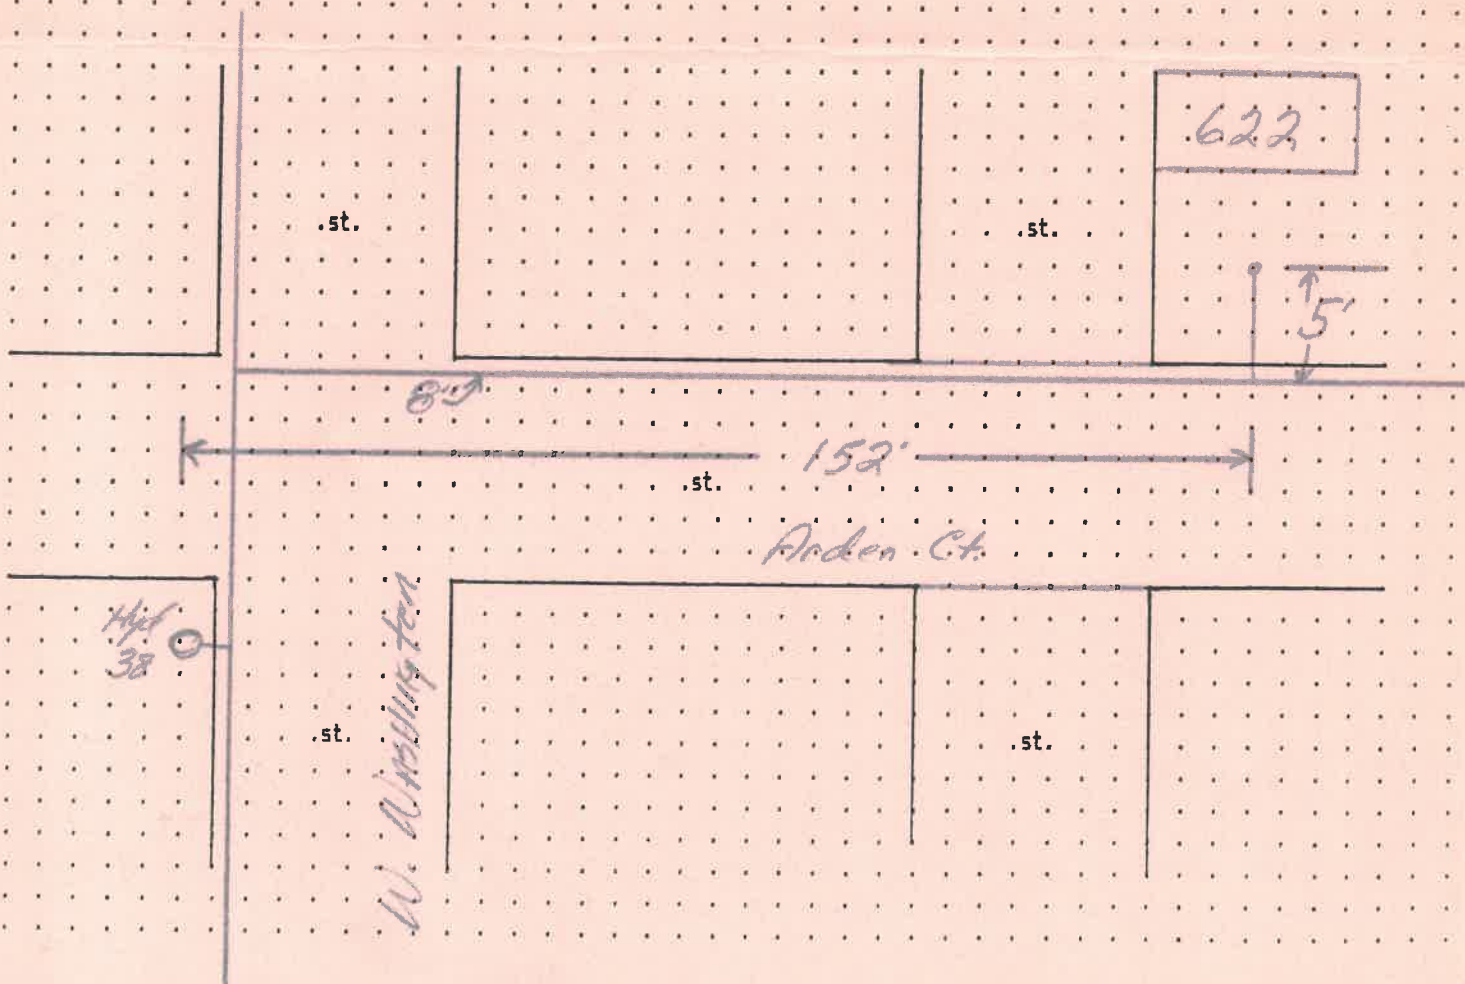 622
.st.
.st.
5'
8"
152'
.st.
Arden Ct.
Hyd
38
W. Washington
.st.
.st.